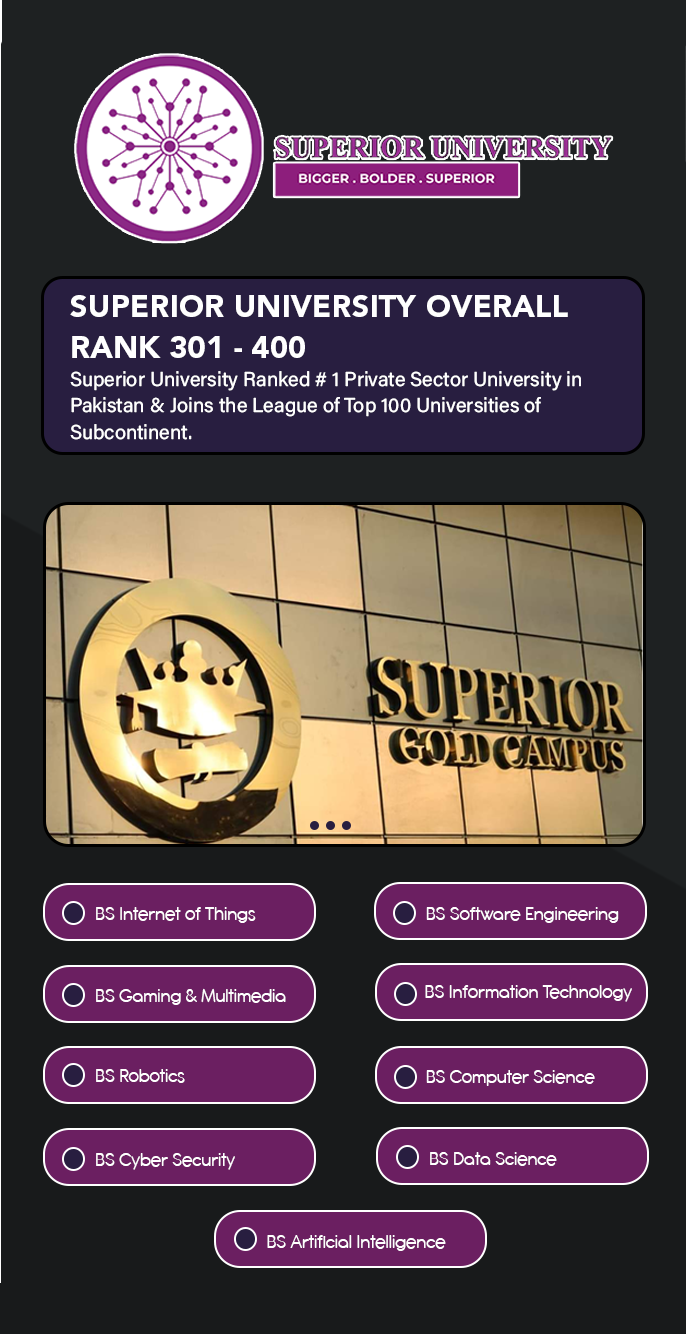 SUPERIOR UNIVERSITY
BIGGER . BOLDER . SUPERIOR
SUPERIOR UNIVERSITY OVERALL
RANK 301 - 400
Superior University Ranked # 1 Private Sector University in
Pakistan & Joins the League of Top 100 Universities of
Subcontinent.
SUPERIOR
GOLD CAMPUS
BS Internet of Things
BS Software Engineering
BS Gaming & Multimedia
BS Information Technology
BS Robotics
BS Computer Science
BS Cyber Security
BS Data Science
BS Artificial Intelligence